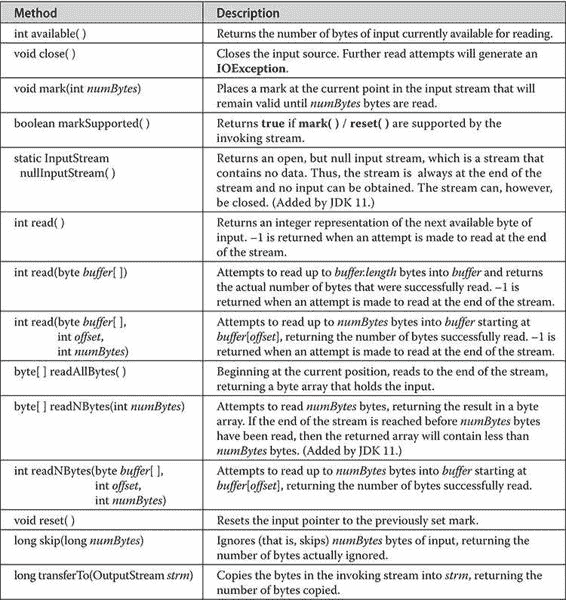 Method Description
int available( ) Returns the number of bytes of input currently available for reading.
void close( ) Closes the input source. Further read attempts will generate an
IOException.
void mark(int numBytes) Places a mark at the current point in the input stream that will
remain valid until numBytes bytes are read.
boolean markSupported( ) Returns true if mark( ) / reset( ) are supported by the
invoking stream.
static InputStream Returns an open, but null input stream, which is a stream that
nullInputStream( ) contains no data. Thus, the stream is always at the end of the
stream and no input can be obtained. The stream can, however,
be closed. (Added by JDK 11.)
int read( ) Returns an integer representation of the next available byte of
input. –1 is returned when an attempt is made to read at the end
of the stream.
int read(byte buffer[ ]) Attempts to read up to buffer.length bytes into buffer and returns
the actual number of bytes that were successfully read. –1 is
returned when an attempt is made to read at the end of the stream.
int read(byte buffer[ ], Attempts to read up to numBytes bytes into buffer starting at
int offset, buffer[offset], returning the number of bytes successfully read. –1 is
int numBytes) returned when an attempt is made to read at the end of the stream.
byte[ ] readAllBytes( ) Beginning at the current position, reads to the end of the stream,
returning a byte array that holds the input.
byte[ ] readNBytes(int numBytes) Attempts to read numBytes bytes, returning the result in a byte
array. If the end of the stream is reached before numBytes bytes
have been read, then the returned array will contain less than
numBytes bytes. (Added by JDK 11.)
int readNBytes(byte buffer[ ], Attempts to read up to numBytes bytes into buffer starting at
int offset, buffer[offset], returning the number of bytes successfully read.
int numBytes)
void reset( ) Resets the input pointer to the previously set mark.
long skip(long numBytes) Ignores (that is, skips) numBytes bytes of input, returning the
number of bytes actually ignored.
long transferTo(OutputStream strm) Copies the bytes in the invoking stream into strm, returning the
number of bytes copied.